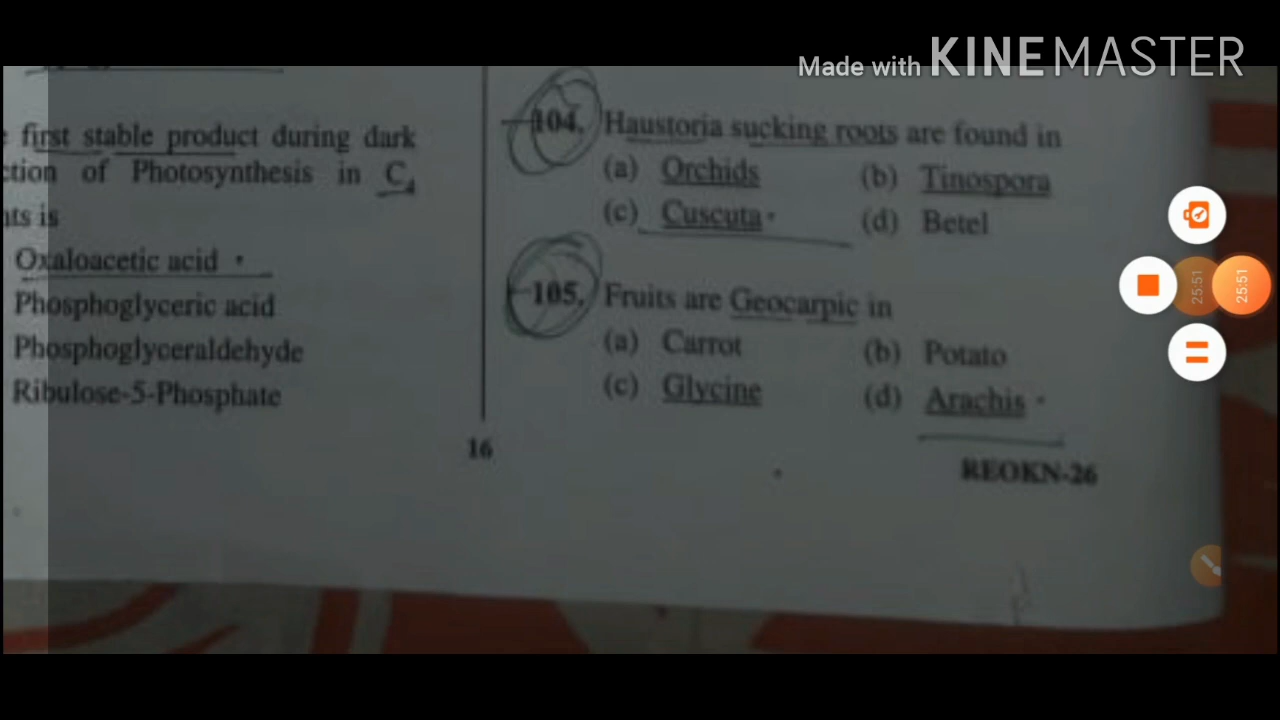 Made with KINEMASTER
first stable product during dark
of Photosynthesis in C4
is
Oxaloacetic acid
Phosphoglyceric acid
Phosphoglyceraldehyde
Ribulose-5-Phosphate
16
104. Haustoria sucking roots are found in
(a) Orchids (b) Tinospora
(c) Cuscuta (d) Betel
105. Fruits are Geocarpic in
(a) Carrot (b) Potato
(c) Glycine (d) Arachis
REOKN-26
25:51
25:51